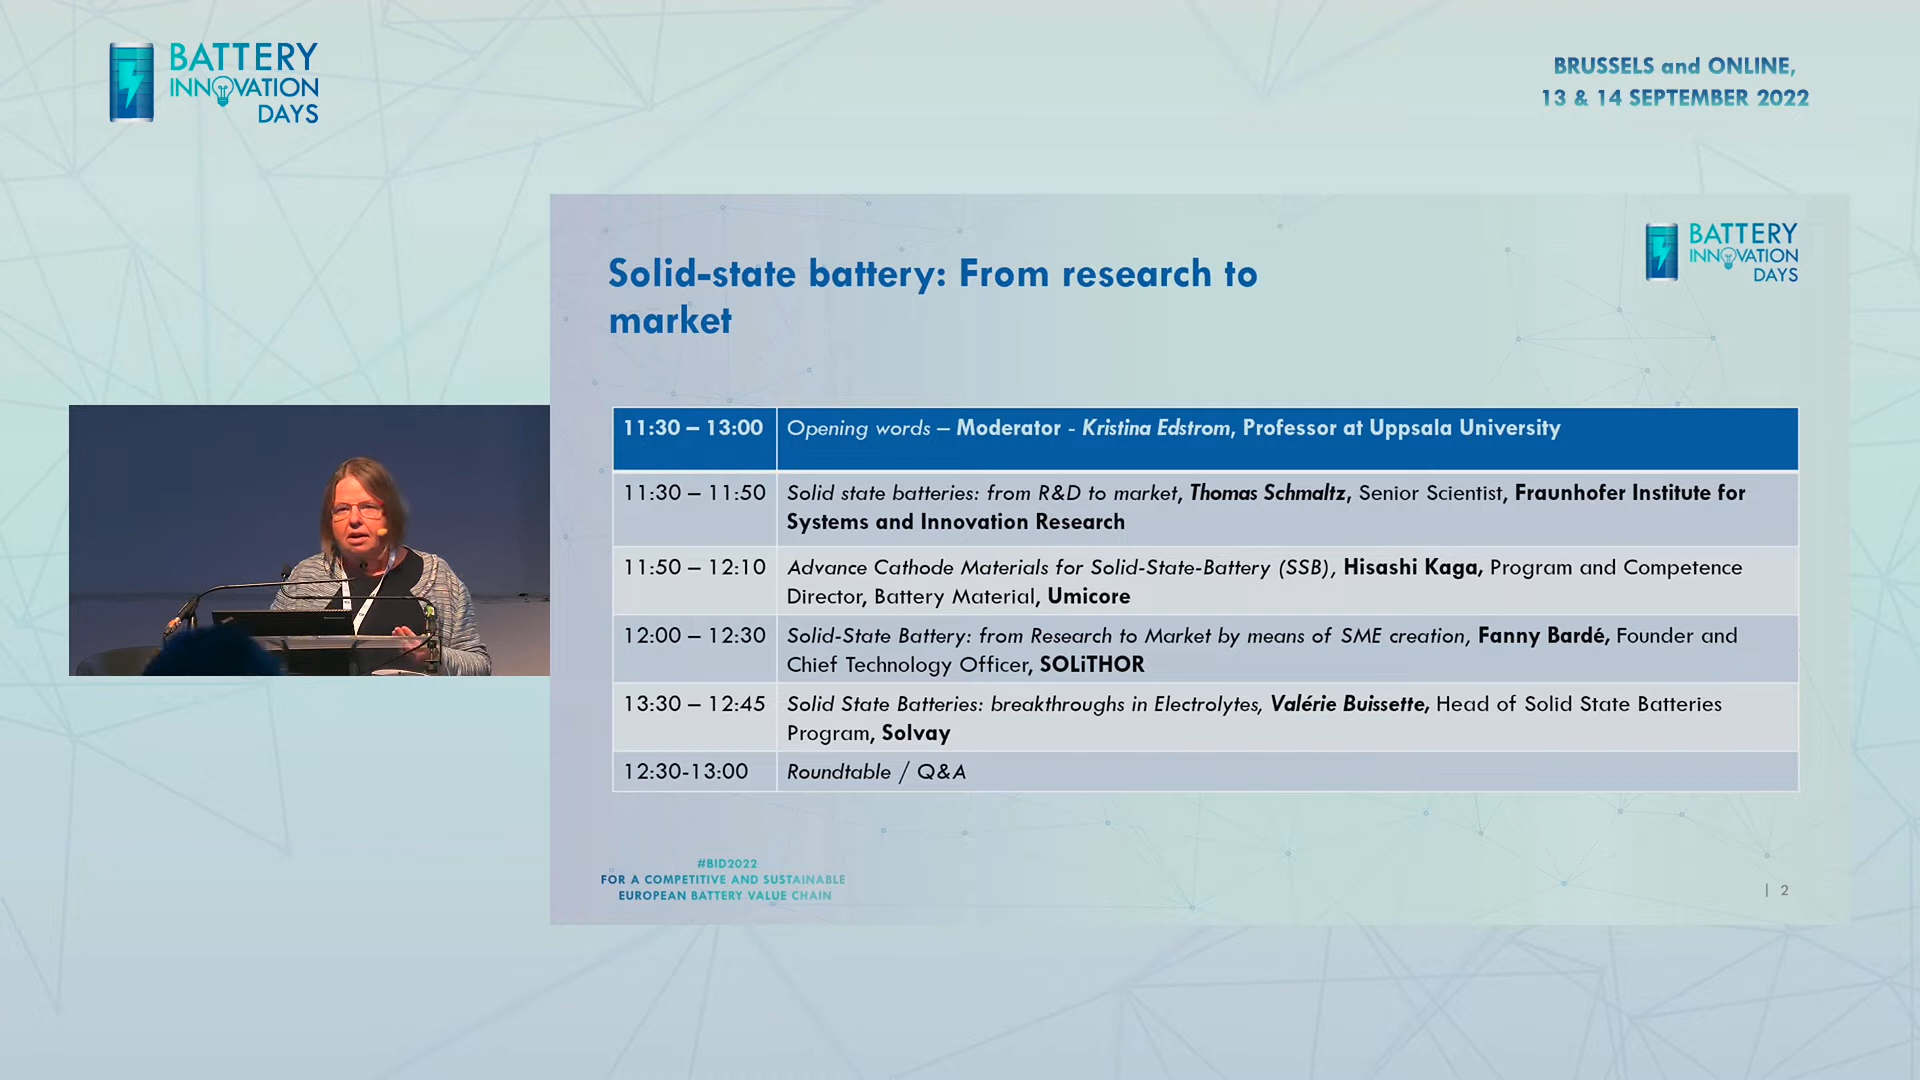 BATTERY
INNOVATION
DAYS
BRUSSELS and ONLINE,
13 & 14 SEPTEMBER 2022
BATTERY
INNOVATION
DAYS
Solid-state battery: From research to
market
11:30 – 13:00 Opening words – Moderator - Kristina Edstrom, Professor at Uppsala University
11:30 – 11:50 Solid state batteries: from R&D to market, Thomas Schmaltz, Senior Scientist, Fraunhofer Institute for
Systems and Innovation Research
11:50 – 12:10 Advance Cathode Materials for Solid-State-Battery (SSB), Hisashi Kaga, Program and Competence
Director, Battery Material, Umicore
12:00 – 12:30 Solid-State Battery: from Research to Market by means of SME creation, Fanny Bardé, Founder and
Chief Technology Officer, SOLiTHOR
13:30 – 12:45 Solid State Batteries: breakthroughs in Electrolytes, Valérie Buissette, Head of Solid State Batteries
Program, Solvay
12:30-13:00 Roundtable / Q&A
#BID2022
FOR A COMPETITIVE AND SUSTAINABLE
EUROPEAN BATTERY VALUE CHAIN
| 2